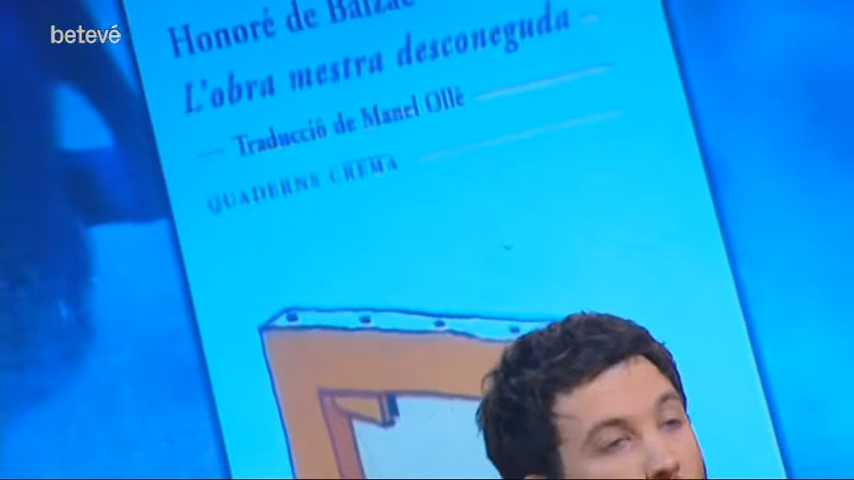 betevé
Honoré de Balzac
L'obra mestra desconeguda
Traducció de Manel Ollé
QUADERNS CREMA